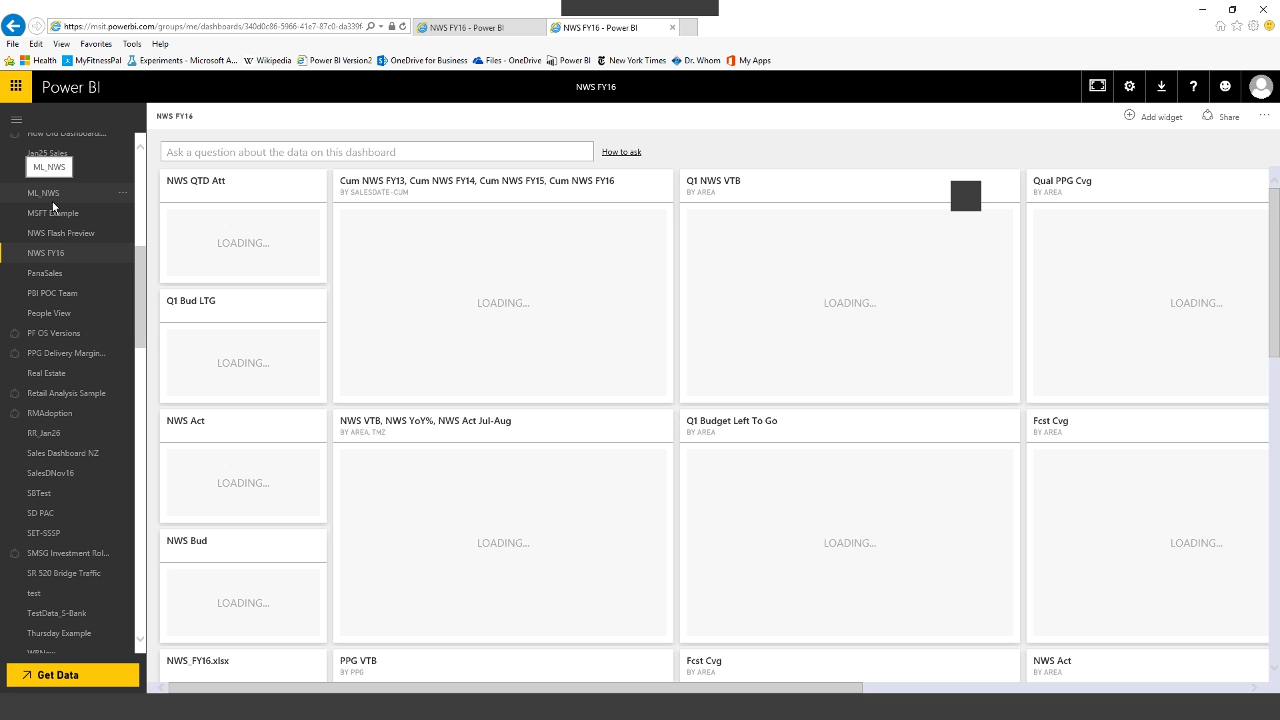 https://msit.powerbi.com/groups/me/dashboards/340d0c86-5966-41e7-87c0-da339f-
NWS FY16 - Power BI
NWS FY16 - Power BI
File Edit View Favorites Tools Help
Health MyFitnessPal Experiments - Microsoft A... Wikipedia Power BI Version2 OneDrive for Business Files - OneDrive Power BI New York Times Dr. Whom My Apps
Power BI
NWS FY16
NWS FY16
Add widget
Share
How Old Dashboard....
Jan25 Sales
ML_NWS
ML_NWS
MSFT Example
NWS Flash Preview
NWS FY16
PanaSales
PBI POC Team
People View
PF OS Versions
PPG Delivery Margin...
Real Estate
Retail Analysis Sample
RMAdoption
RR_Jan26
Sales Dashboard NZ
SalesDNov16
SBTest
SD PAC
SET-SSSP
SMSG Investment Rol...
SR 520 Bridge Traffic
test
TestData_S-Bank
Thursday Example
Get Data
Ask a question about the data on this dashboard
How to ask
NWS QTD Att
LOADING...
Cum NWS FY13, Cum NWS FY14, Cum NWS FY15, Cum NWS FY16
BY SALESDATE-CUM
LOADING...
Q1 NWS VTB
BY AREA
LOADING...
Qual PPG Cvg
BY AREA
LOADING...
Q1 Bud LTG
LOADING...
NWS Act
LOADING...
NWS VTB, NWS YoY%, NWS Act Jul-Aug
BY AREA, TMZ
LOADING...
Q1 Budget Left To Go
BY AREA
LOADING...
Fcst Cvg
BY AREA
LOADING...
NWS Bud
LOADING...
NWS_FY16.xlsx
PPG VTB
BY PPG
Fcst Cvg
BY AREA
NWS Act
BY AREA